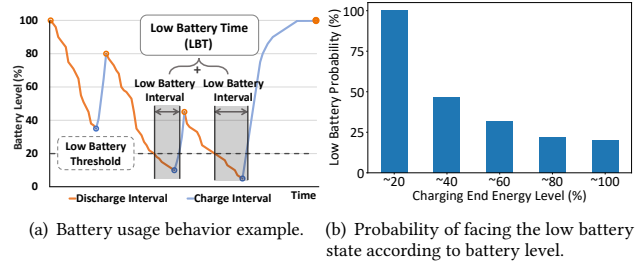 100
80
60
40
20
0
Battery Level (%)
Low Battery Time
(LBT)
+
Low Battery
Interval
Low Battery
Interval
Low Battery
Threshold
Time
Discharge Interval
Charge Interval
(a) Battery usage behavior example.
100
75
50
25
0
Low Battery Probability (%)
~20
~40
~60
~80
~100
Charging End Energy Level (%)
(b) Probability of facing the low battery
state according to battery level.